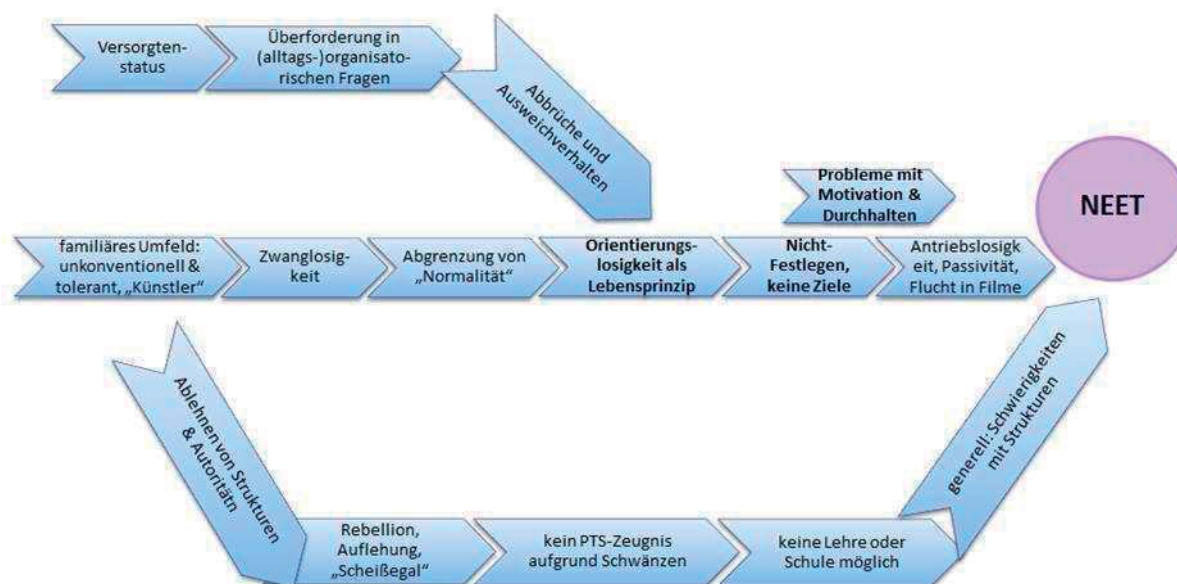 Versorgten-
status
Überforderung in
(alltags-)organisato-
rischen Fragen
Abbrüche und
Ausweichverhalten
Probleme mit
Motivation &
Durchhalten
NEET
familiäres Umfeld:
unkonventionell &
tolerant, „Künstler“
Zwanglosig-
keit
Abgrenzung von
„Normalität“
Orientierungs-
losigkeit als
Lebensprinzip
Nicht-
Festlegen,
keine Ziele
Antriebslosigk
eit, Passivität,
Flucht in Filme
Ablehnen von Strukturen
& Autoritätn
Rebellion,
Auflehung,
„Scheißegal“
kein PTS-Zeugnis
aufgrund Schwänzen
keine Lehre oder
Schule möglich
generell: Schwierigkeiten
mit Strukturen